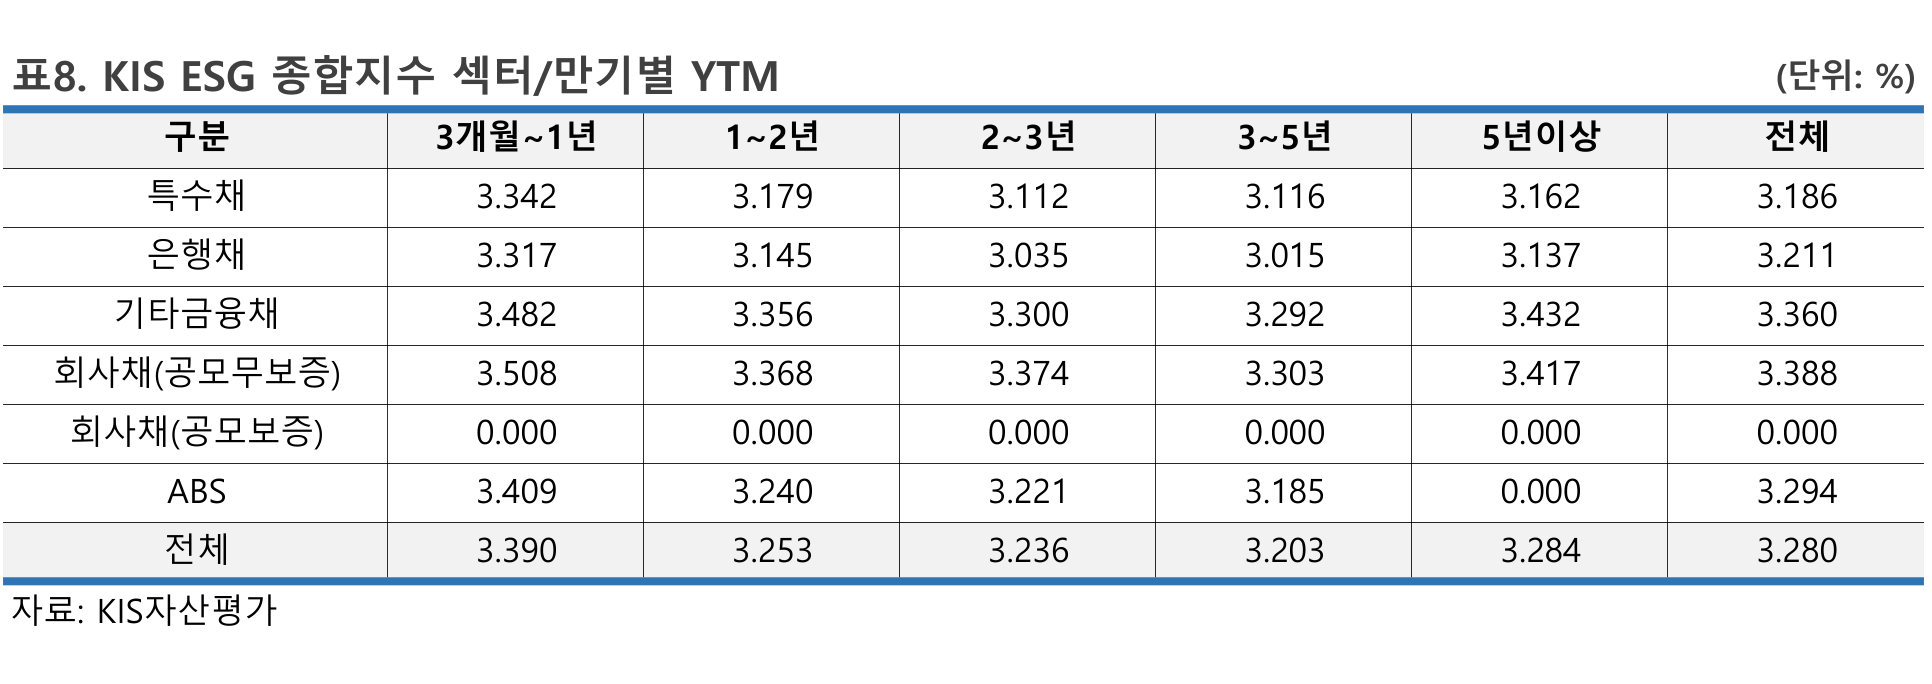 표8. KIS ESG 종합지수 섹터/만기별 YTM (단위: %)
구분 3개월~1년 1~2년 2~3년 3~5년 5년이상 전체
특수채 3.342 3.179 3.112 3.116 3.162 3.186
은행채 3.317 3.145 3.035 3.015 3.137 3.211
기타금융채 3.482 3.356 3.300 3.292 3.432 3.360
회사채(공모무보증) 3.508 3.368 3.374 3.303 3.417 3.388
회사채(공모보증) 0.000 0.000 0.000 0.000 0.000 0.000
ABS 3.409 3.240 3.221 3.185 0.000 3.294
전체 3.390 3.253 3.236 3.203 3.284 3.280
자료: KIS자산평가